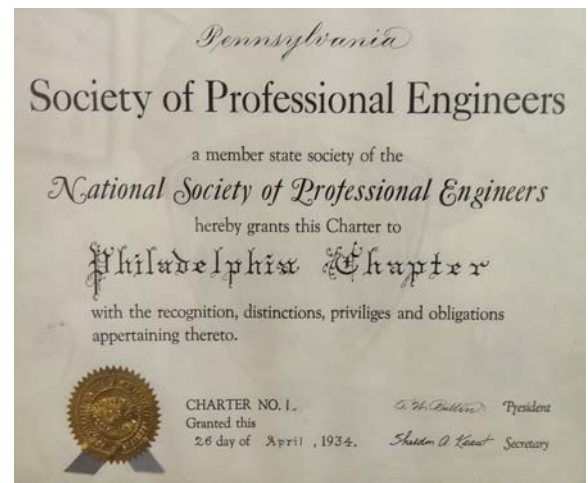 Pennsylvania
Society of Professional Engineers
a member state society of the
National Society of Professional Engineers
hereby grants this Charter to
Philadelphia Chapter
with the recognition, distinctions, priviliges and obligations
appertaining thereto.
CHARTER NO. 1.
Granted this
26 day of April , 1934.
President
Sheldon A. Secretary